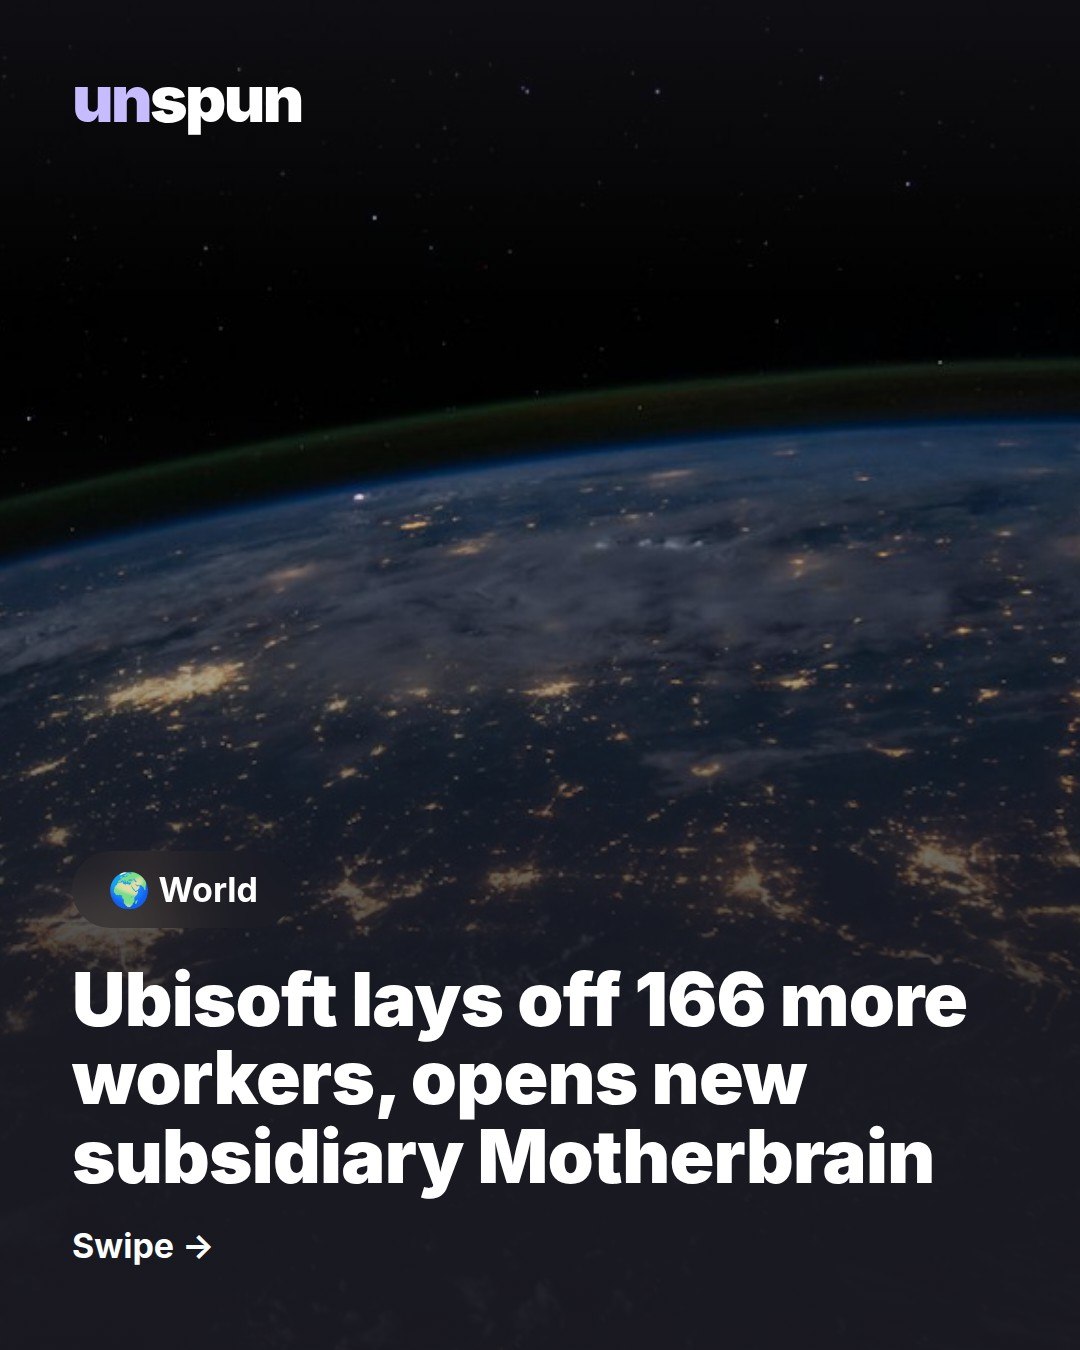 unspun
🌍 World
Ubisoft lays off 166 more
workers, opens new
subsidiary Motherbrain
Swipe →